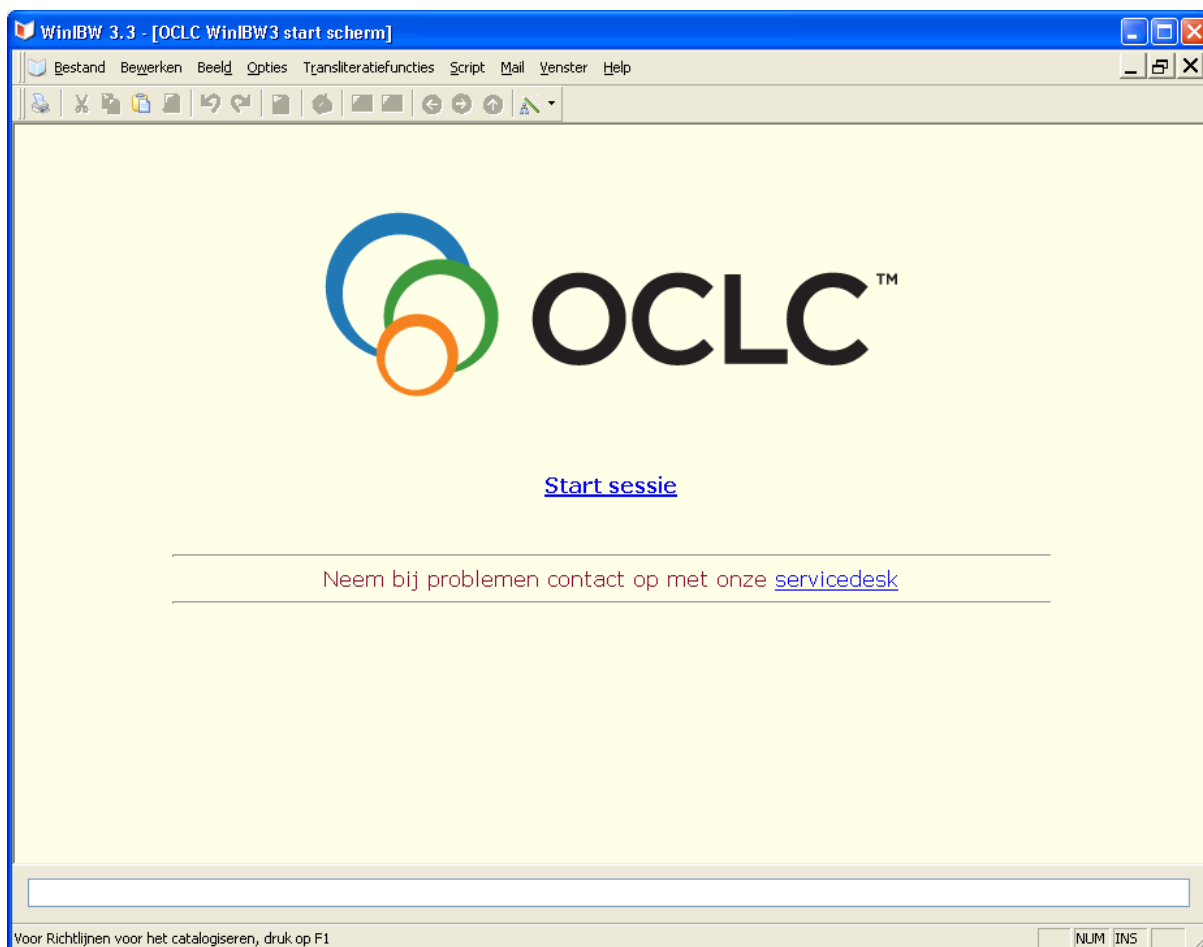 WinIBW 3.3 - [OCLC WinIBW3 start scherm]
Bestand Bewerken Beeld Opties Transliteratiefuncties Script Mail Venster Help
OCLC™
Start sessie
Neem bij problemen contact op met onze servicedesk
Voor Richtlijnen voor het catalogiseren, druk op F1 NUM INS